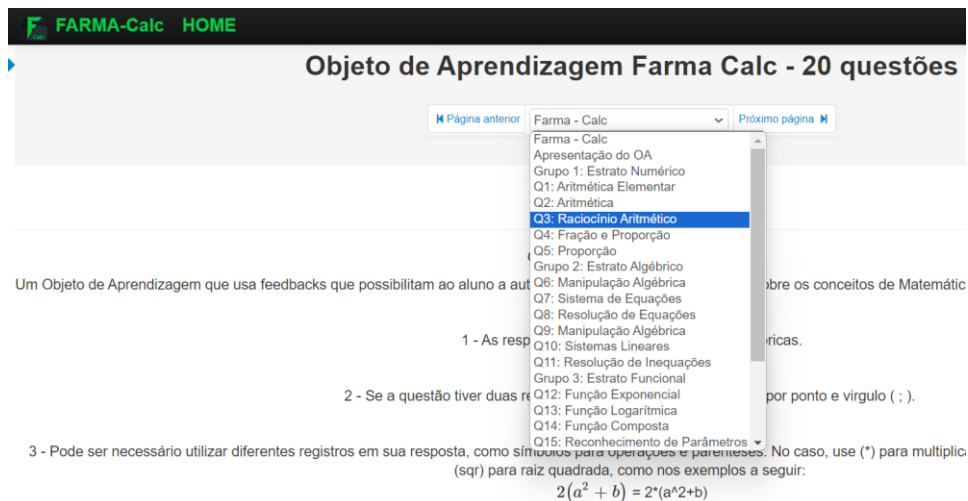 FARMA-Calc HOME
Calc
Objeto de Aprendizagem Farma Calc - 20 questões
Página anterior Farma - Calc Próximo página
Farma - Calc
Apresentação do OA
Grupo 1: Estrato Numérico
Q1: Aritmética Elementar
Q2: Aritmética
Q3: Raciocínio Aritmético
Q4: Fração e Proporção
Q5: Proporção
Grupo 2: Estrato Algébrico
Q6: Manipulação Algébrica
Q7: Sistema de Equações
Q8: Resolução de Equações
Q9: Manipulação Algébrica
Q10: Sistemas Lineares
Q11: Resolução de Inequações
Grupo 3: Estrato Funcional
Q12: Função Exponencial
Q13: Função Logarítmica
Q14: Função Composta
Q15: Reconhecimento de Parâmetros
Um Objeto de Aprendizagem que usa feedbacks que possibilitam ao aluno a aut obre os conceitos de Matemátic
1 - As resp ricas.
2 - Se a questão tiver duas re por ponto e virgulo ( ; ).
3 - Pode ser necessário utilizar diferentes registros em sua resposta, como símbolos para operações e parênteses. No caso, use (*) para multiplica
(sqr) para raiz quadrada, como nos exemplos a seguir:
2(a² + b) = 2*(a^2+b)